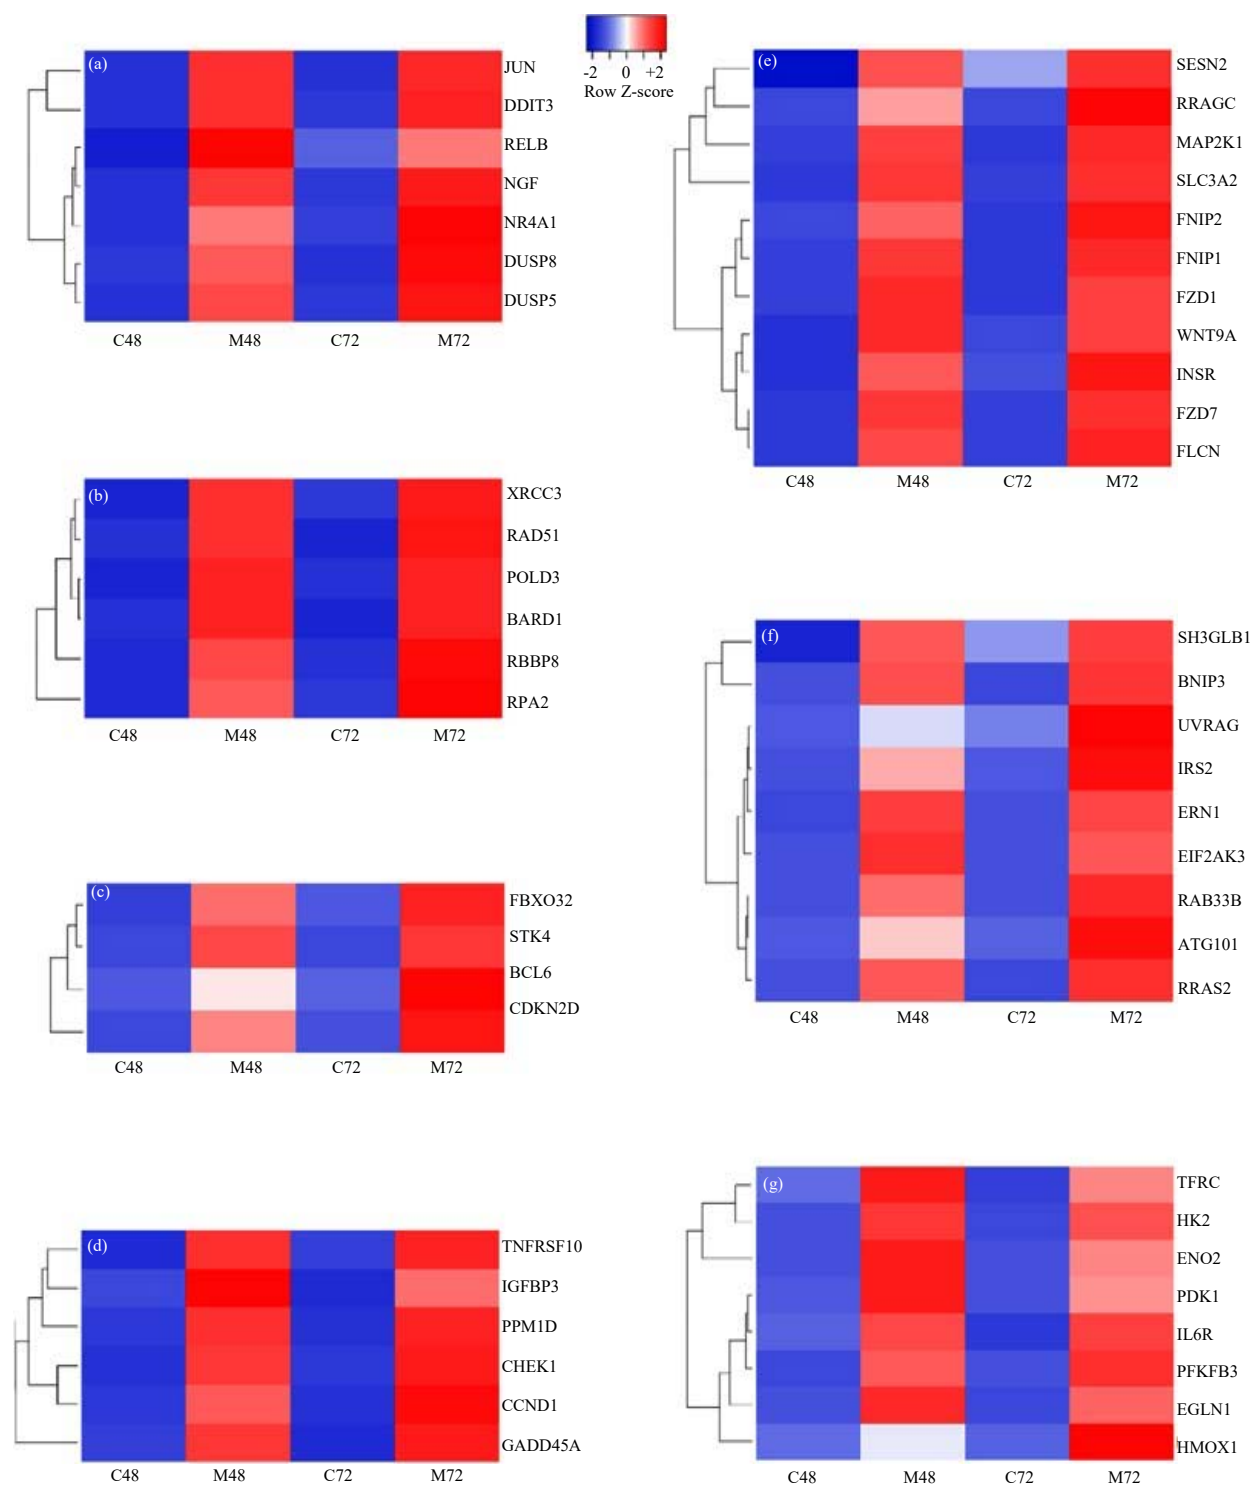 -2 0 +2
Row Z-score
(a)
JUN
DDIT3
RELB
NGF
NR4A1
DUSP8
DUSP5
C48 M48 C72 M72
(b)
XRCC3
RAD51
POLD3
BARD1
RBBP8
RPA2
C48 M48 C72 M72
(c)
FBXO32
STK4
BCL6
CDKN2D
C48 M48 C72 M72
(d)
TNFRSF10
IGFBP3
PPM1D
CHEK1
CCND1
GADD45A
C48 M48 C72 M72
(e)
SESN2
RRAGC
MAP2K1
SLC3A2
FNIP2
FNIP1
FZD1
WNT9A
INSR
FZD7
FLCN
C48 M48 C72 M72
(f)
SH3GLB1
BNIP3
UVRAG
IRS2
ERN1
EIF2AK3
RAB33B
ATG101
RRAS2
C48 M48 C72 M72
(g)
TFRC
HK2
ENO2
PDK1
IL6R
PFKFB3
EGLN1
HMOX1
C48 M48 C72 M72